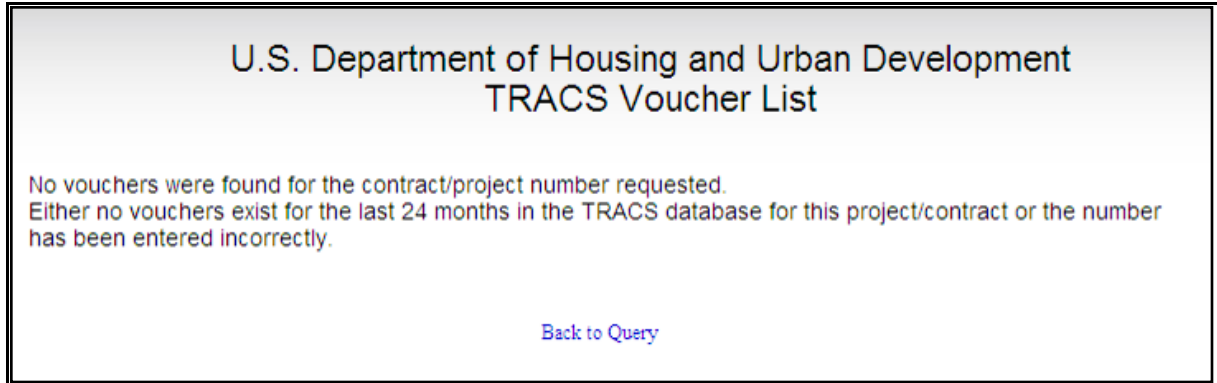 U.S. Department of Housing and Urban Development
TRACS Voucher List
No vouchers were found for the contract/project number requested.
Either no vouchers exist for the last 24 months in the TRACS database for this project/contract or the number
has been entered incorrectly.
Back to Query